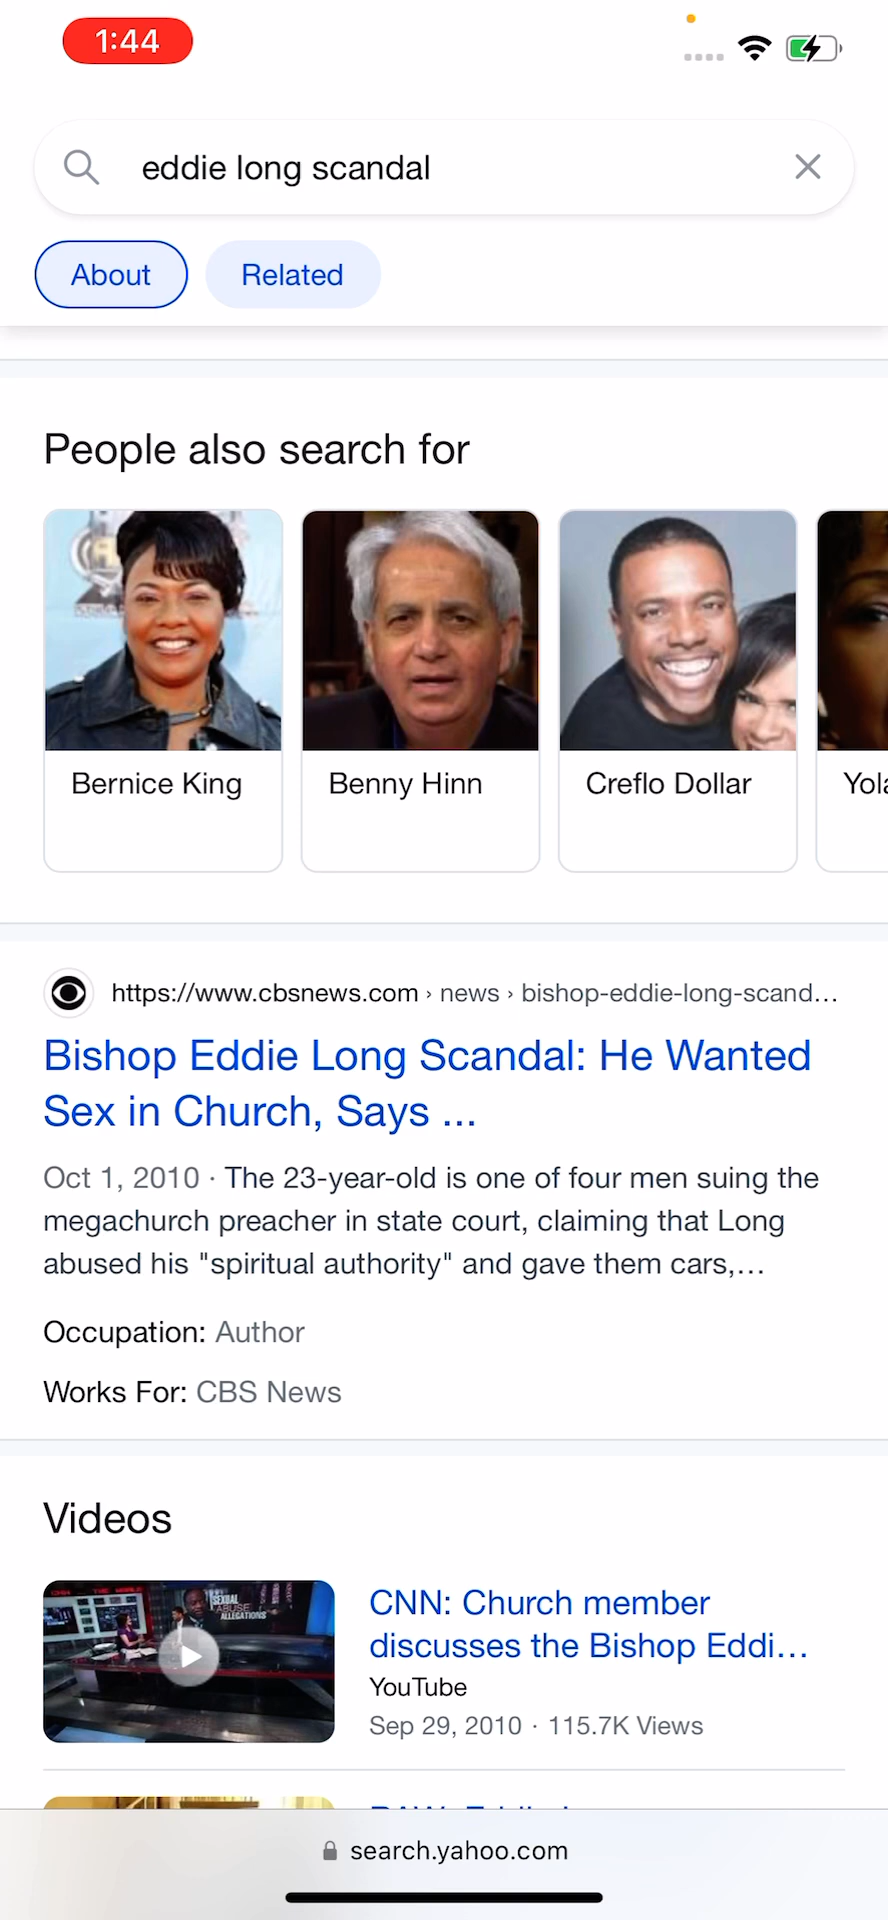 1:44
eddie long scandal
About
Related
People also search for
Bernice King
Benny Hinn
Creflo Dollar
Yola
https://www.cbsnews.com › news › bishop-eddie-long-scand...
Bishop Eddie Long Scandal: He Wanted
Sex in Church, Says ...
Oct 1, 2010 · The 23-year-old is one of four men suing the
megachurch preacher in state court, claiming that Long
abused his "spiritual authority" and gave them cars,...
Occupation: Author
Works For: CBS News
Videos
SEXUAL
ABUSE
ALLEGATIONS
CNN: Church member
discusses the Bishop Eddi...
YouTube
Sep 29, 2010 · 115.7K Views
search.yahoo.com